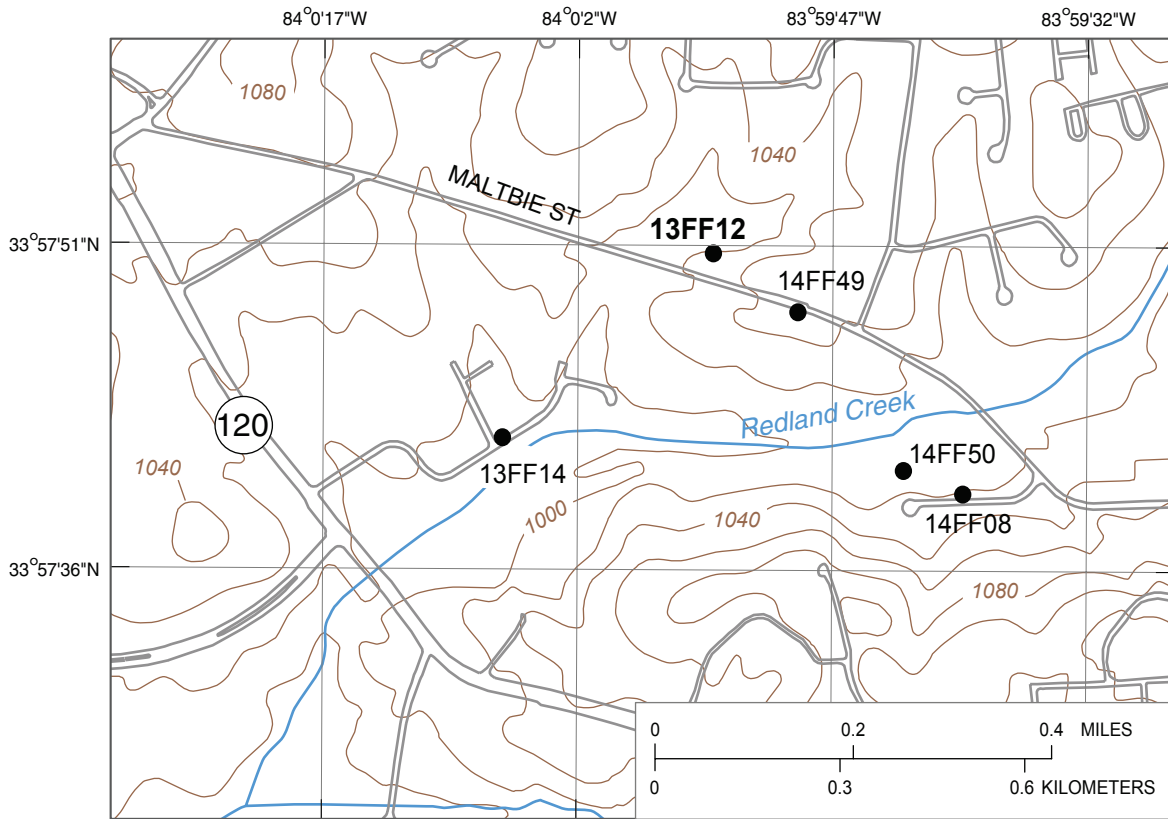 84°0'17"W 84°0'2"W 83°59'47"W 83°59'32"W
1080
1040
MALTBIE ST
13FF12
33°57'51"N
14FF49
Redland Creek
120
14FF50
1040
13FF14
1000
1040
14FF08
33°57'36"N
1080
0 0.2 0.4 MILES
0 0.3 0.6 KILOMETERS